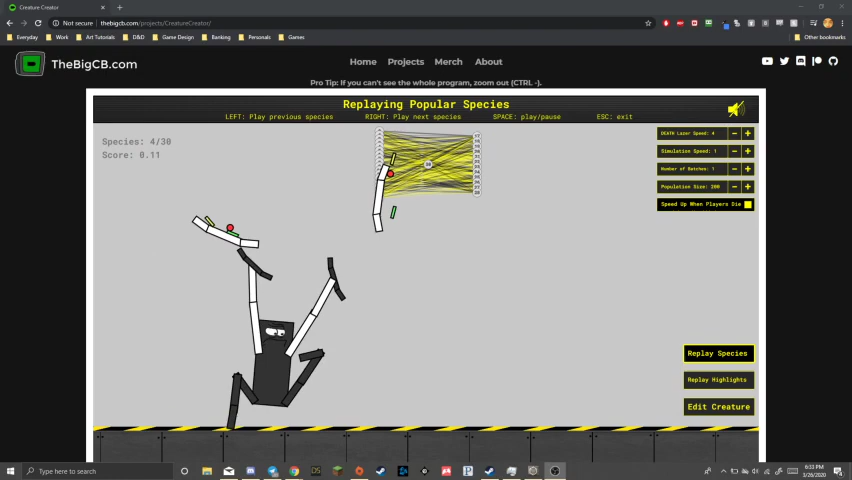 Creature Creator
Not secure | thebigcb.com/projects/CreatureCreator/
Everyday Work Art Tutorials D&D Game Design Banking Personals Games Other bookmarks
TheBigCB.com
Home Projects Merch About
Pro Tip: If you can't see the whole program, zoom out (CTRL -).
Replaying Popular Species
LEFT: Play previous species RIGHT: Play next species SPACE: play/pause ESC: exit
Species: 4/30
Score: 0.11
DEATH Lazer Speed: 4 - +
Simulation Speed: 1 - +
Number of Batches: 1 - +
Population Size: 200 - +
Speed Up When Players Die
Replay Species
Replay Highlights
Edit Creature
Type here to search
6:33 PM
3/28/2020